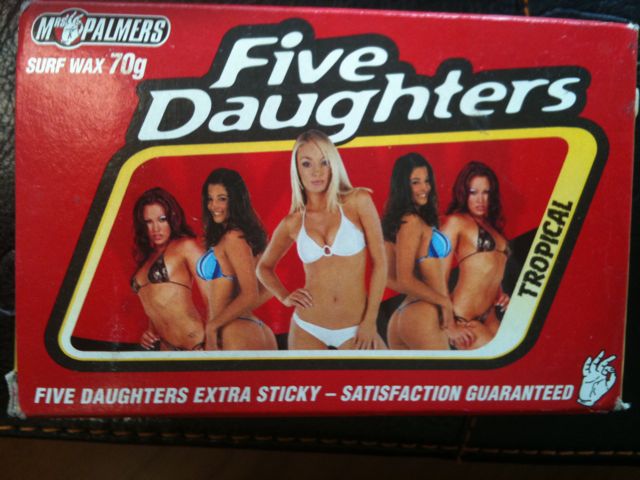 MRS PALMERS
SURF WAX 70g
Five
Daughters
TROPICAL
FIVE DAUGHTERS EXTRA STICKY – SATISFACTION GUARANTEED